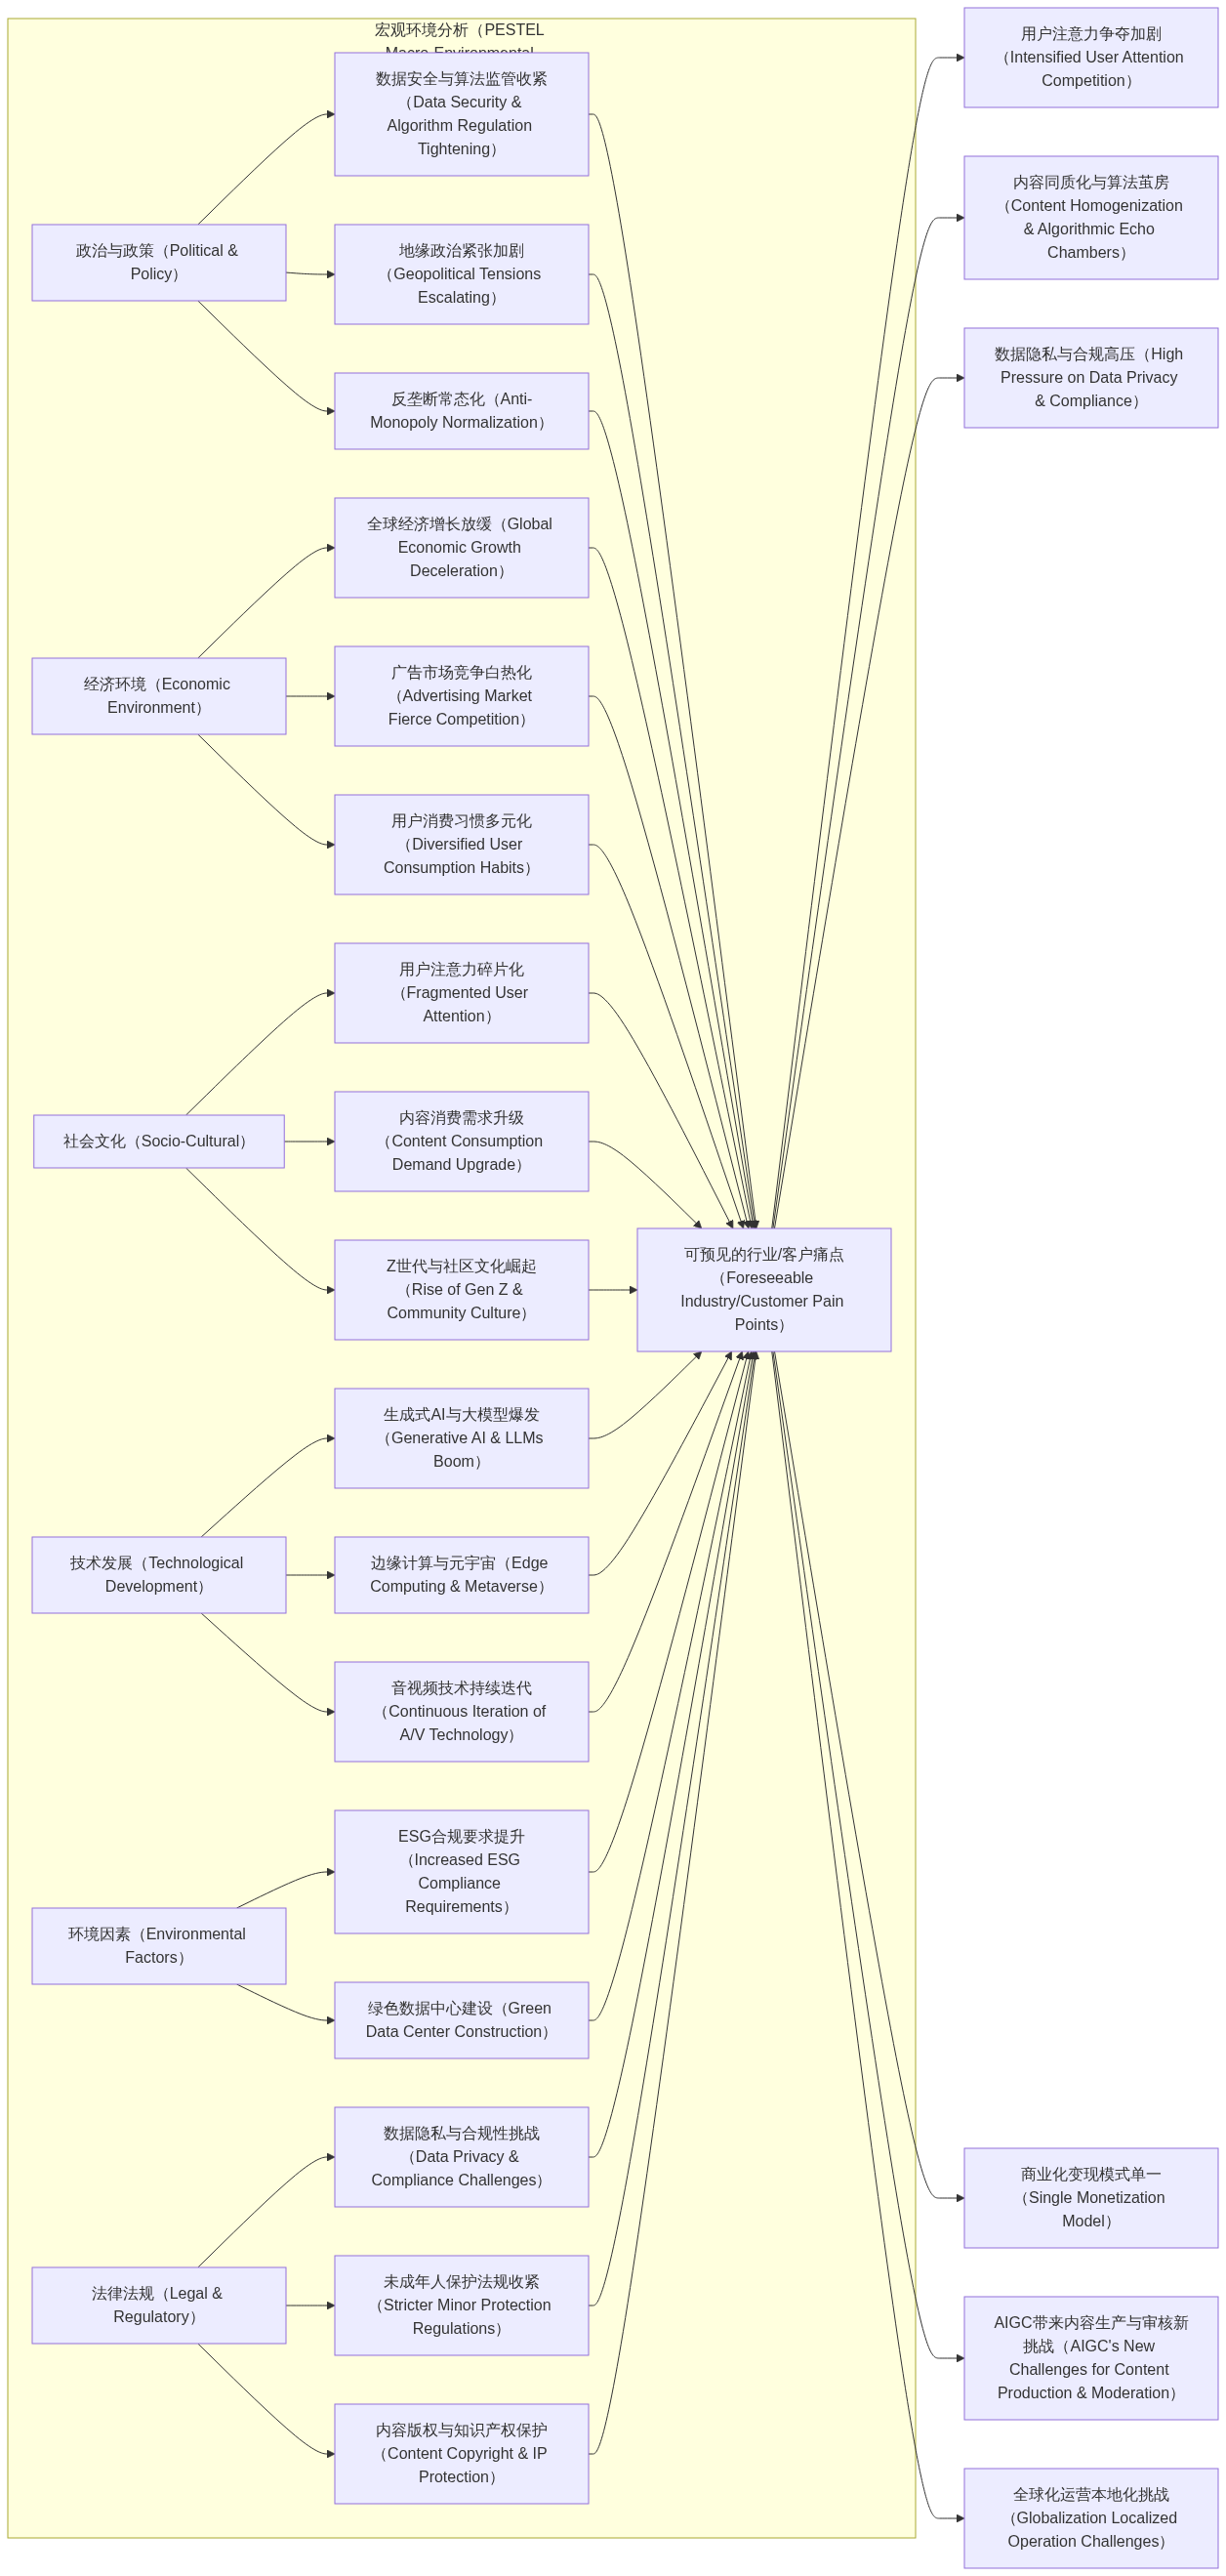 宏观环境分析（PESTEL
Macro-Environmental
数据安全与算法监管收紧
（Data Security &
Algorithm Regulation
Tightening）
政治与政策（Political &
Policy）
地缘政治紧张加剧
（Geopolitical Tensions
Escalating）
反垄断常态化（Anti-
Monopoly Normalization）
全球经济增长放缓（Global
Economic Growth
Deceleration）
经济环境（Economic
Environment）
广告市场竞争白热化
（Advertising Market
Fierce Competition）
用户消费习惯多元化
（Diversified User
Consumption Habits）
用户注意力碎片化
（Fragmented User
Attention）
社会文化（Socio-Cultural）
内容消费需求升级
（Content Consumption
Demand Upgrade）
Z世代与社区文化崛起
（Rise of Gen Z &
Community Culture）
生成式AI与大模型爆发
（Generative AI & LLMs
Boom）
技术发展（Technological
Development）
边缘计算与元宇宙（Edge
Computing & Metaverse）
音视频技术持续迭代
（Continuous Iteration of
A/V Technology）
ESG合规要求提升
（Increased ESG
Compliance
Requirements）
环境因素（Environmental
Factors）
绿色数据中心建设（Green
Data Center Construction）
数据隐私与合规性挑战
（Data Privacy &
Compliance Challenges）
法律法规（Legal &
Regulatory）
未成年人保护法规收紧
（Stricter Minor Protection
Regulations）
内容版权与知识产权保护
（Content Copyright & IP
Protection）
可预见的行业/客户痛点
（Foreseeable
Industry/Customer Pain
Points）
用户注意力争夺加剧
（Intensified User Attention
Competition）
内容同质化与算法茧房
（Content Homogenization
& Algorithmic Echo
Chambers）
数据隐私与合规高压（High
Pressure on Data Privacy
& Compliance）
商业化变现模式单一
（Single Monetization
Model）
AIGC带来内容生产与审核新
挑战（AIGC's New
Challenges for Content
Production & Moderation）
全球化运营本地化挑战
（Globalization Localized
Operation Challenges）